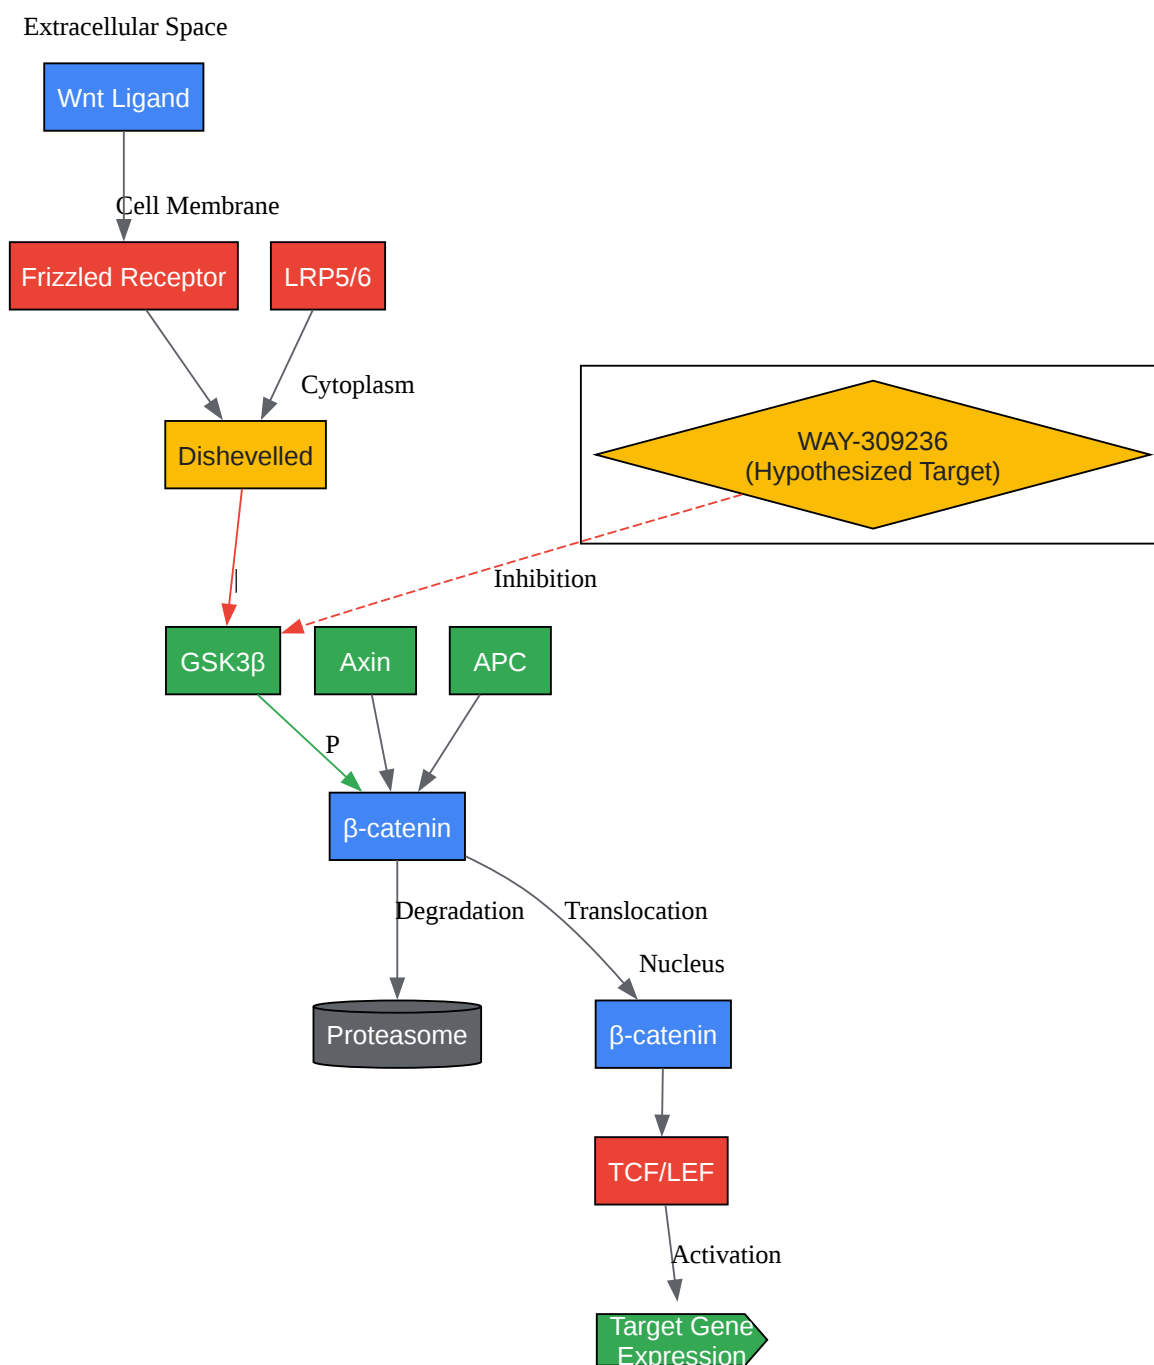 Extracellular Space
Wnt Ligand
Cell Membrane
Frizzled Receptor
LRP5/6
Cytoplasm
Dishevelled
WAY-309236
(Hypothesized Target)
|
Inhibition
GSK3β
Axin
APC
P
β-catenin
Degradation
Translocation
Nucleus
Proteasome
β-catenin
TCF/LEF
Activation
Target Gene
Expression